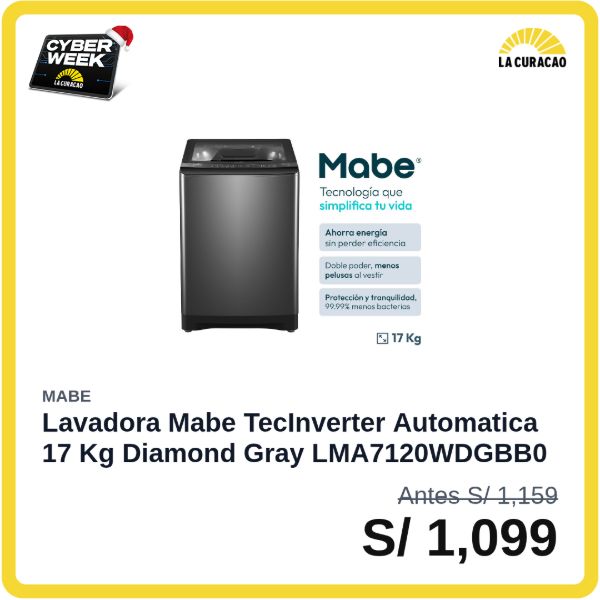 CYBER
WEEK
LA CURACAO
LA CURACAO
Mabe®
Tecnología que
simplifica tu vida
Ahorra energía
sin perder eficiencia
Doble poder, menos
pelusas al vestir
Protección y tranquilidad,
99.99% menos bacterias
17 Kg
MABE
Lavadora Mabe TecInverter Automatica
17 Kg Diamond Gray LMA7120WDGBB0
Antes S/ 1,159
S/ 1,099